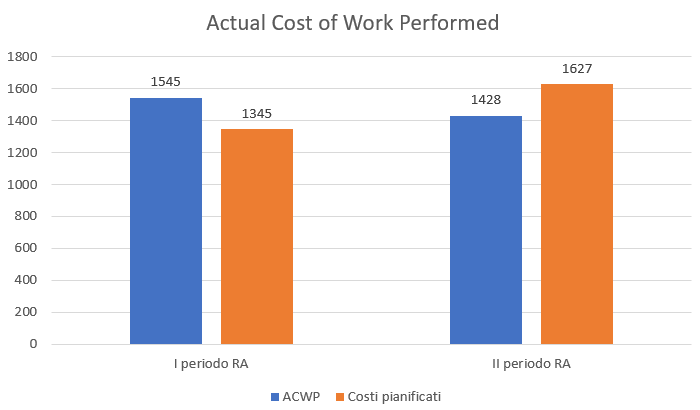 Actual Cost of Work Performed
1800
1600
1400
1200
1000
800
600
400
200
0
1545
1345
1428
1627
I periodo RA
II periodo RA
ACWP
Costi pianificati